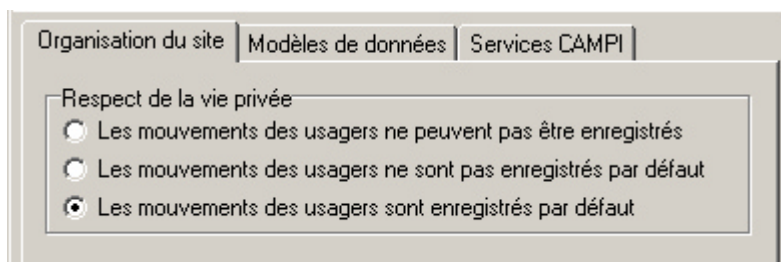 Organisation du site Modèles de données Services CAMPI
Respect de la vie privée
Les mouvements des usagers ne peuvent pas être enregistrés
Les mouvements des usagers ne sont pas enregistrés par défaut
Les mouvements des usagers sont enregistrés par défaut